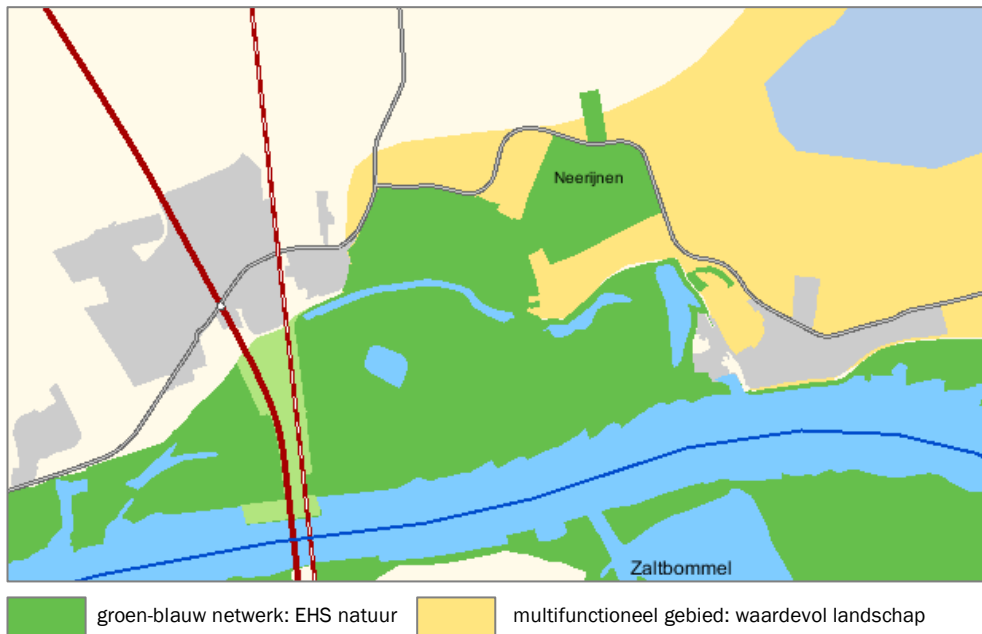 Neerijnen
Zaltbommel
groen-blauw netwerk: EHS natuur
multifunctioneel gebied: waardevol landschap